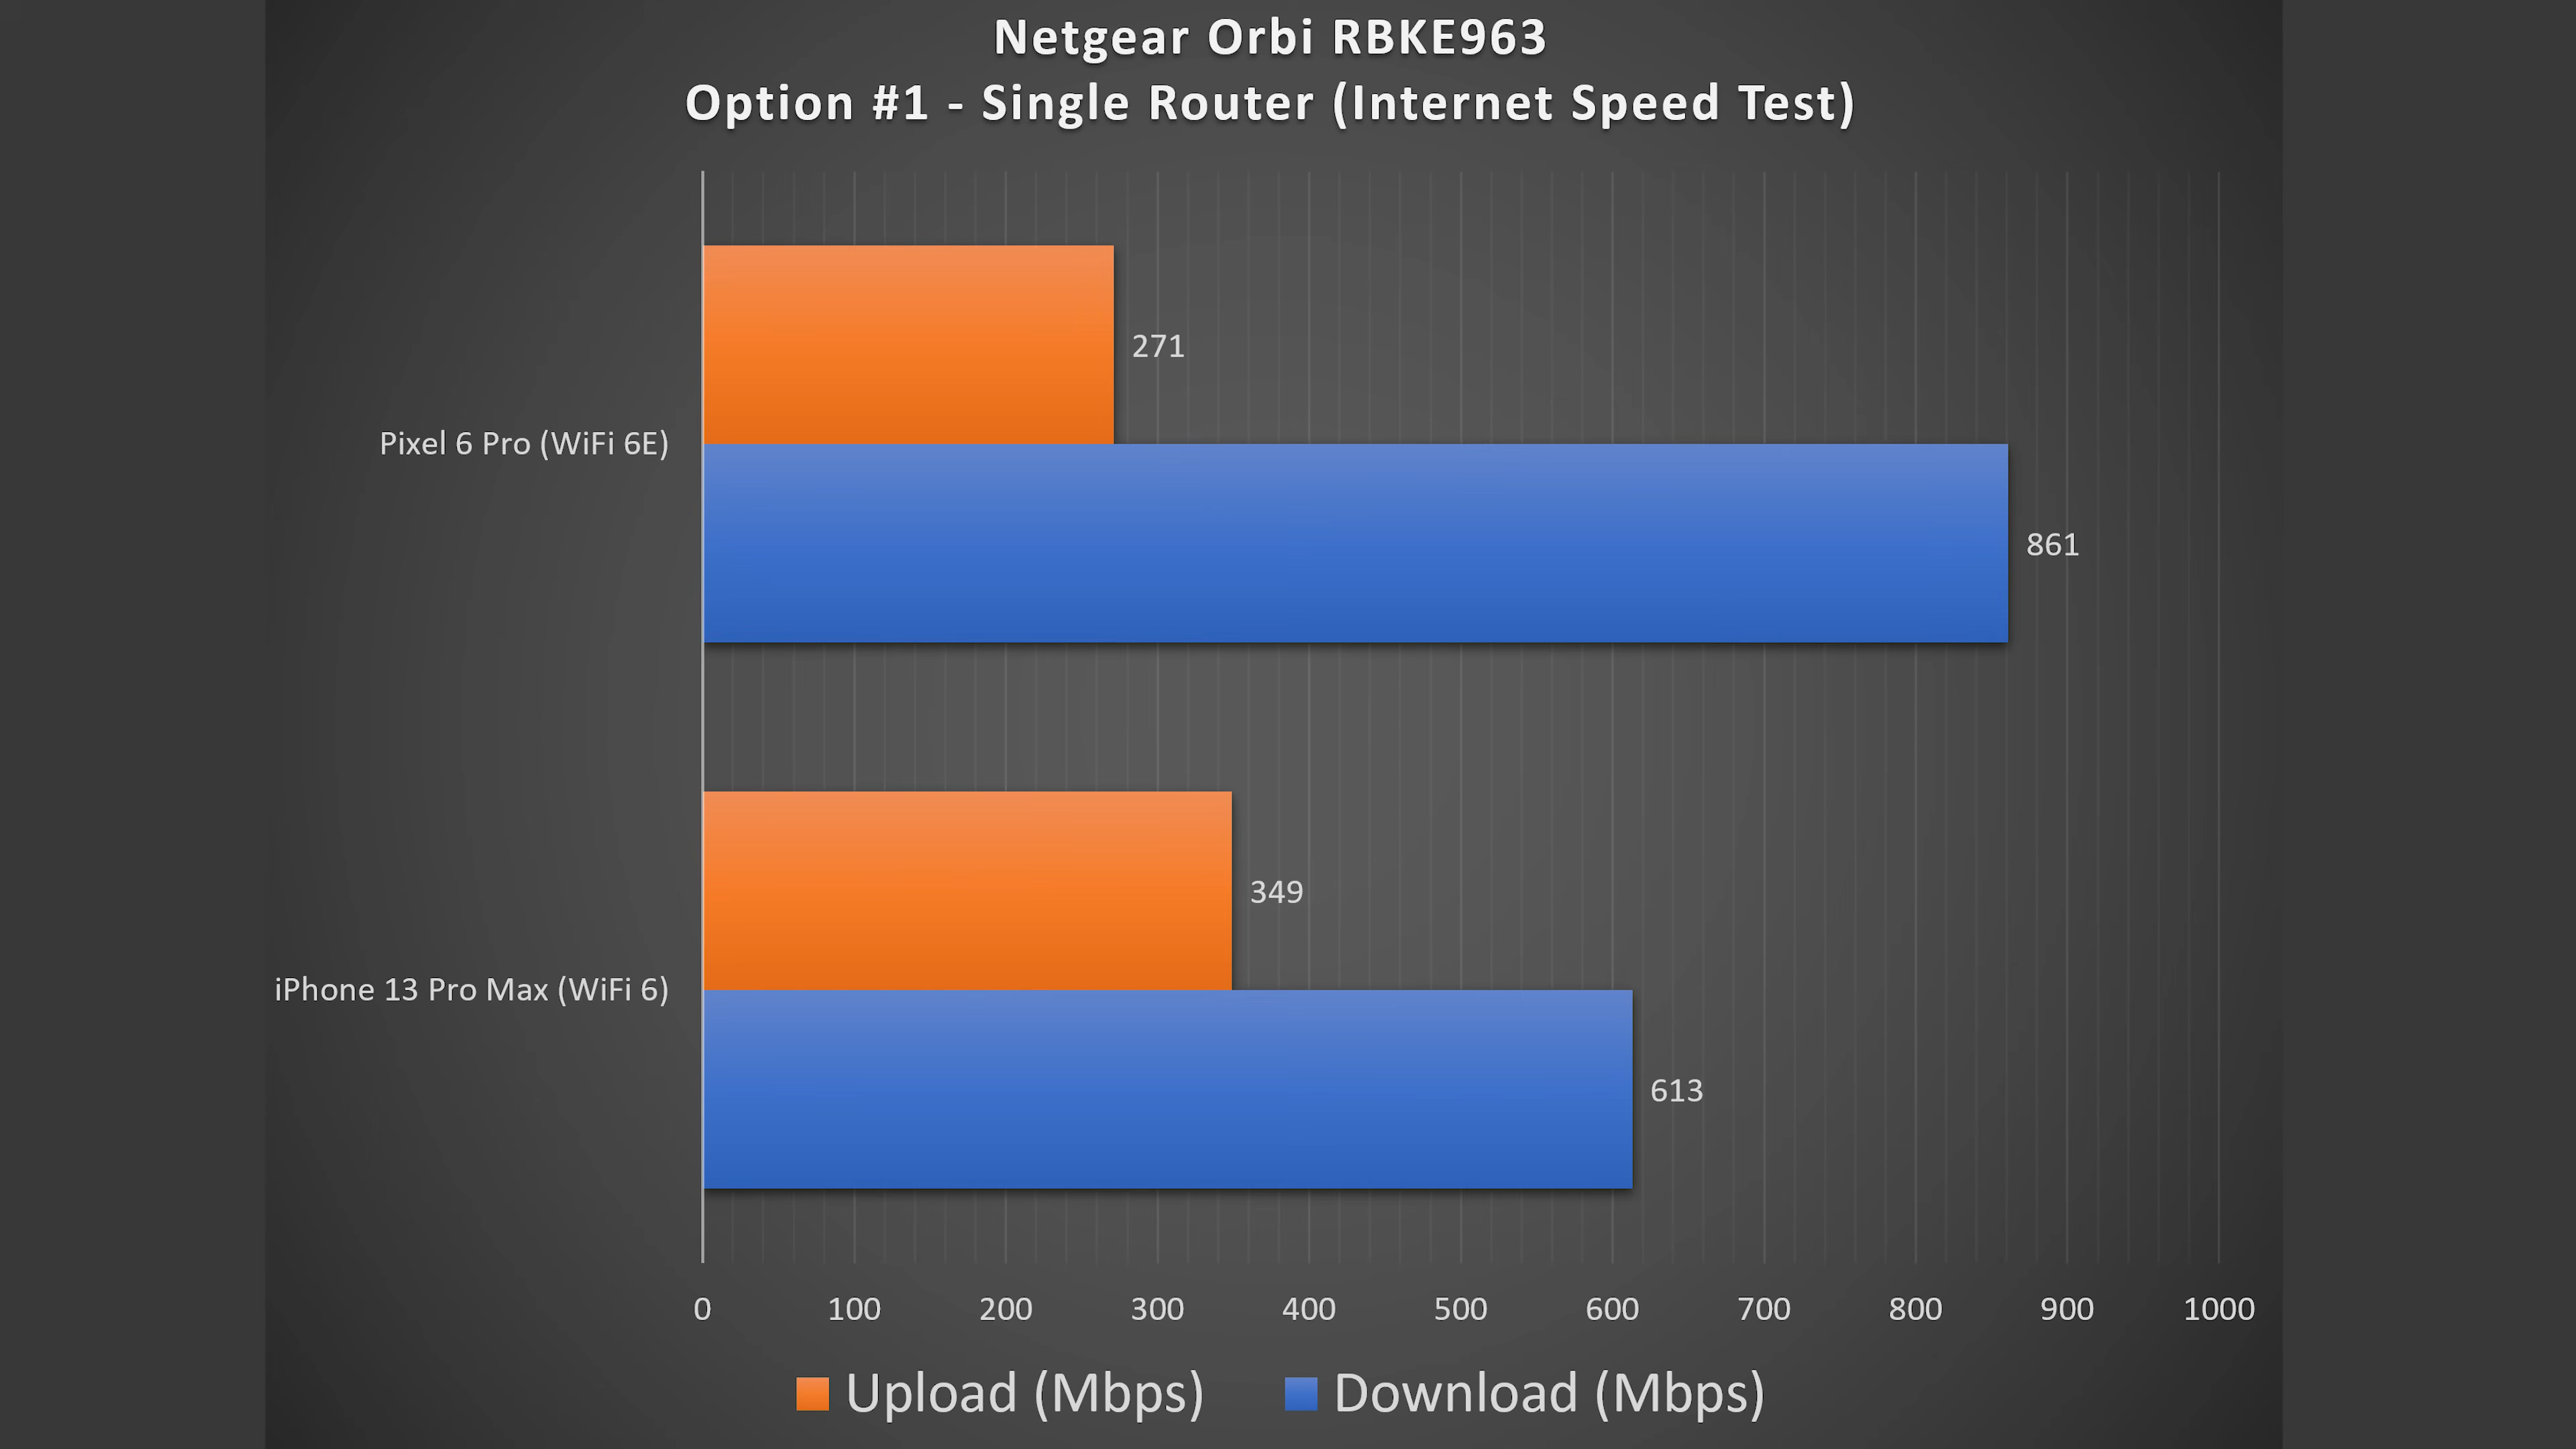 Netgear Orbi RBKE963
Option #1 - Single Router (Internet Speed Test)
271
Pixel 6 Pro (WiFi 6E)
861
349
iPhone 13 Pro Max (WiFi 6)
613
0 100 200 300 400 500 600 700 800 900 1000
Upload (Mbps) Download (Mbps)